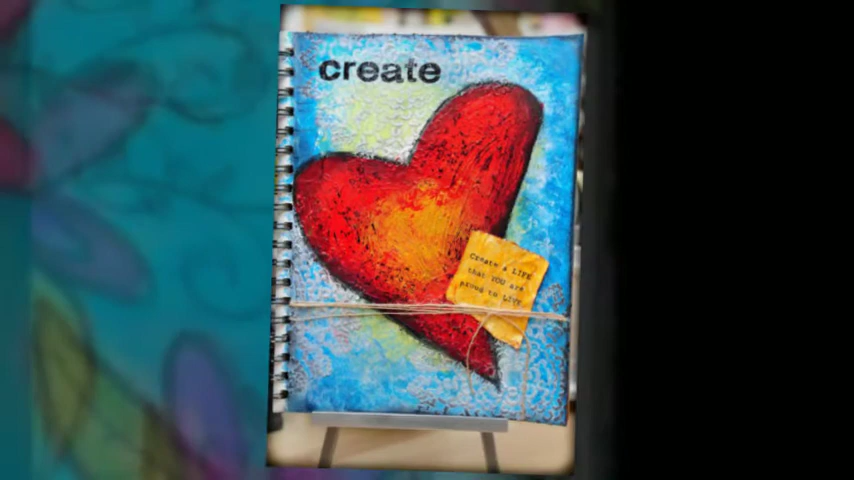 create
Create a LIFE
that YOU are
proud to LIVE